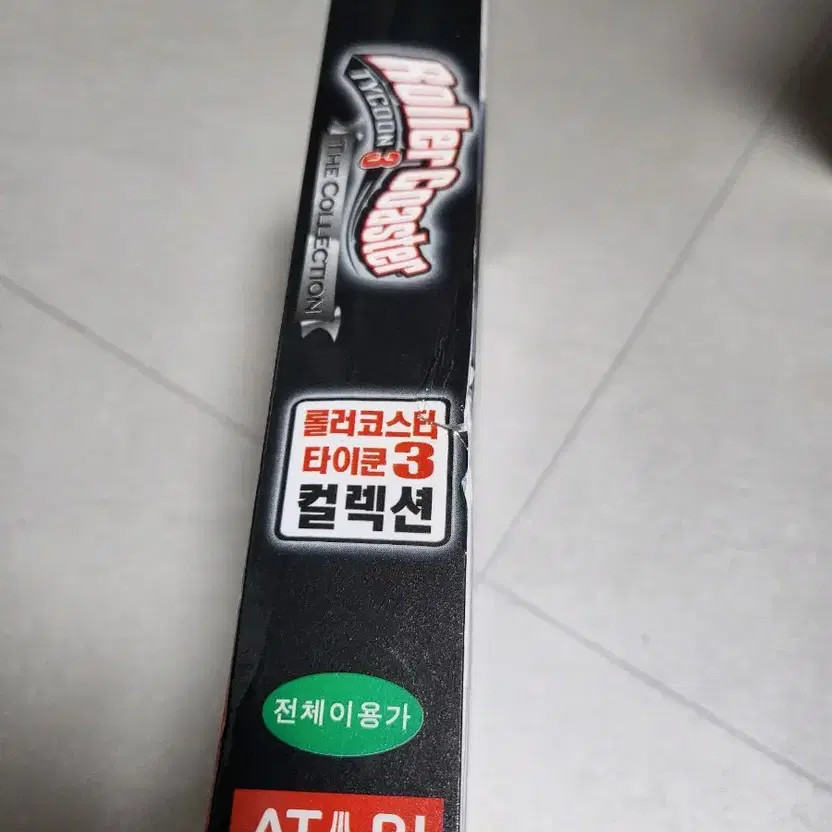 Roller Coaster
TYCOON 3
THE COLLECTION
롤러코스터
타이쿤 3
컬렉션
전체이용가
ATARI